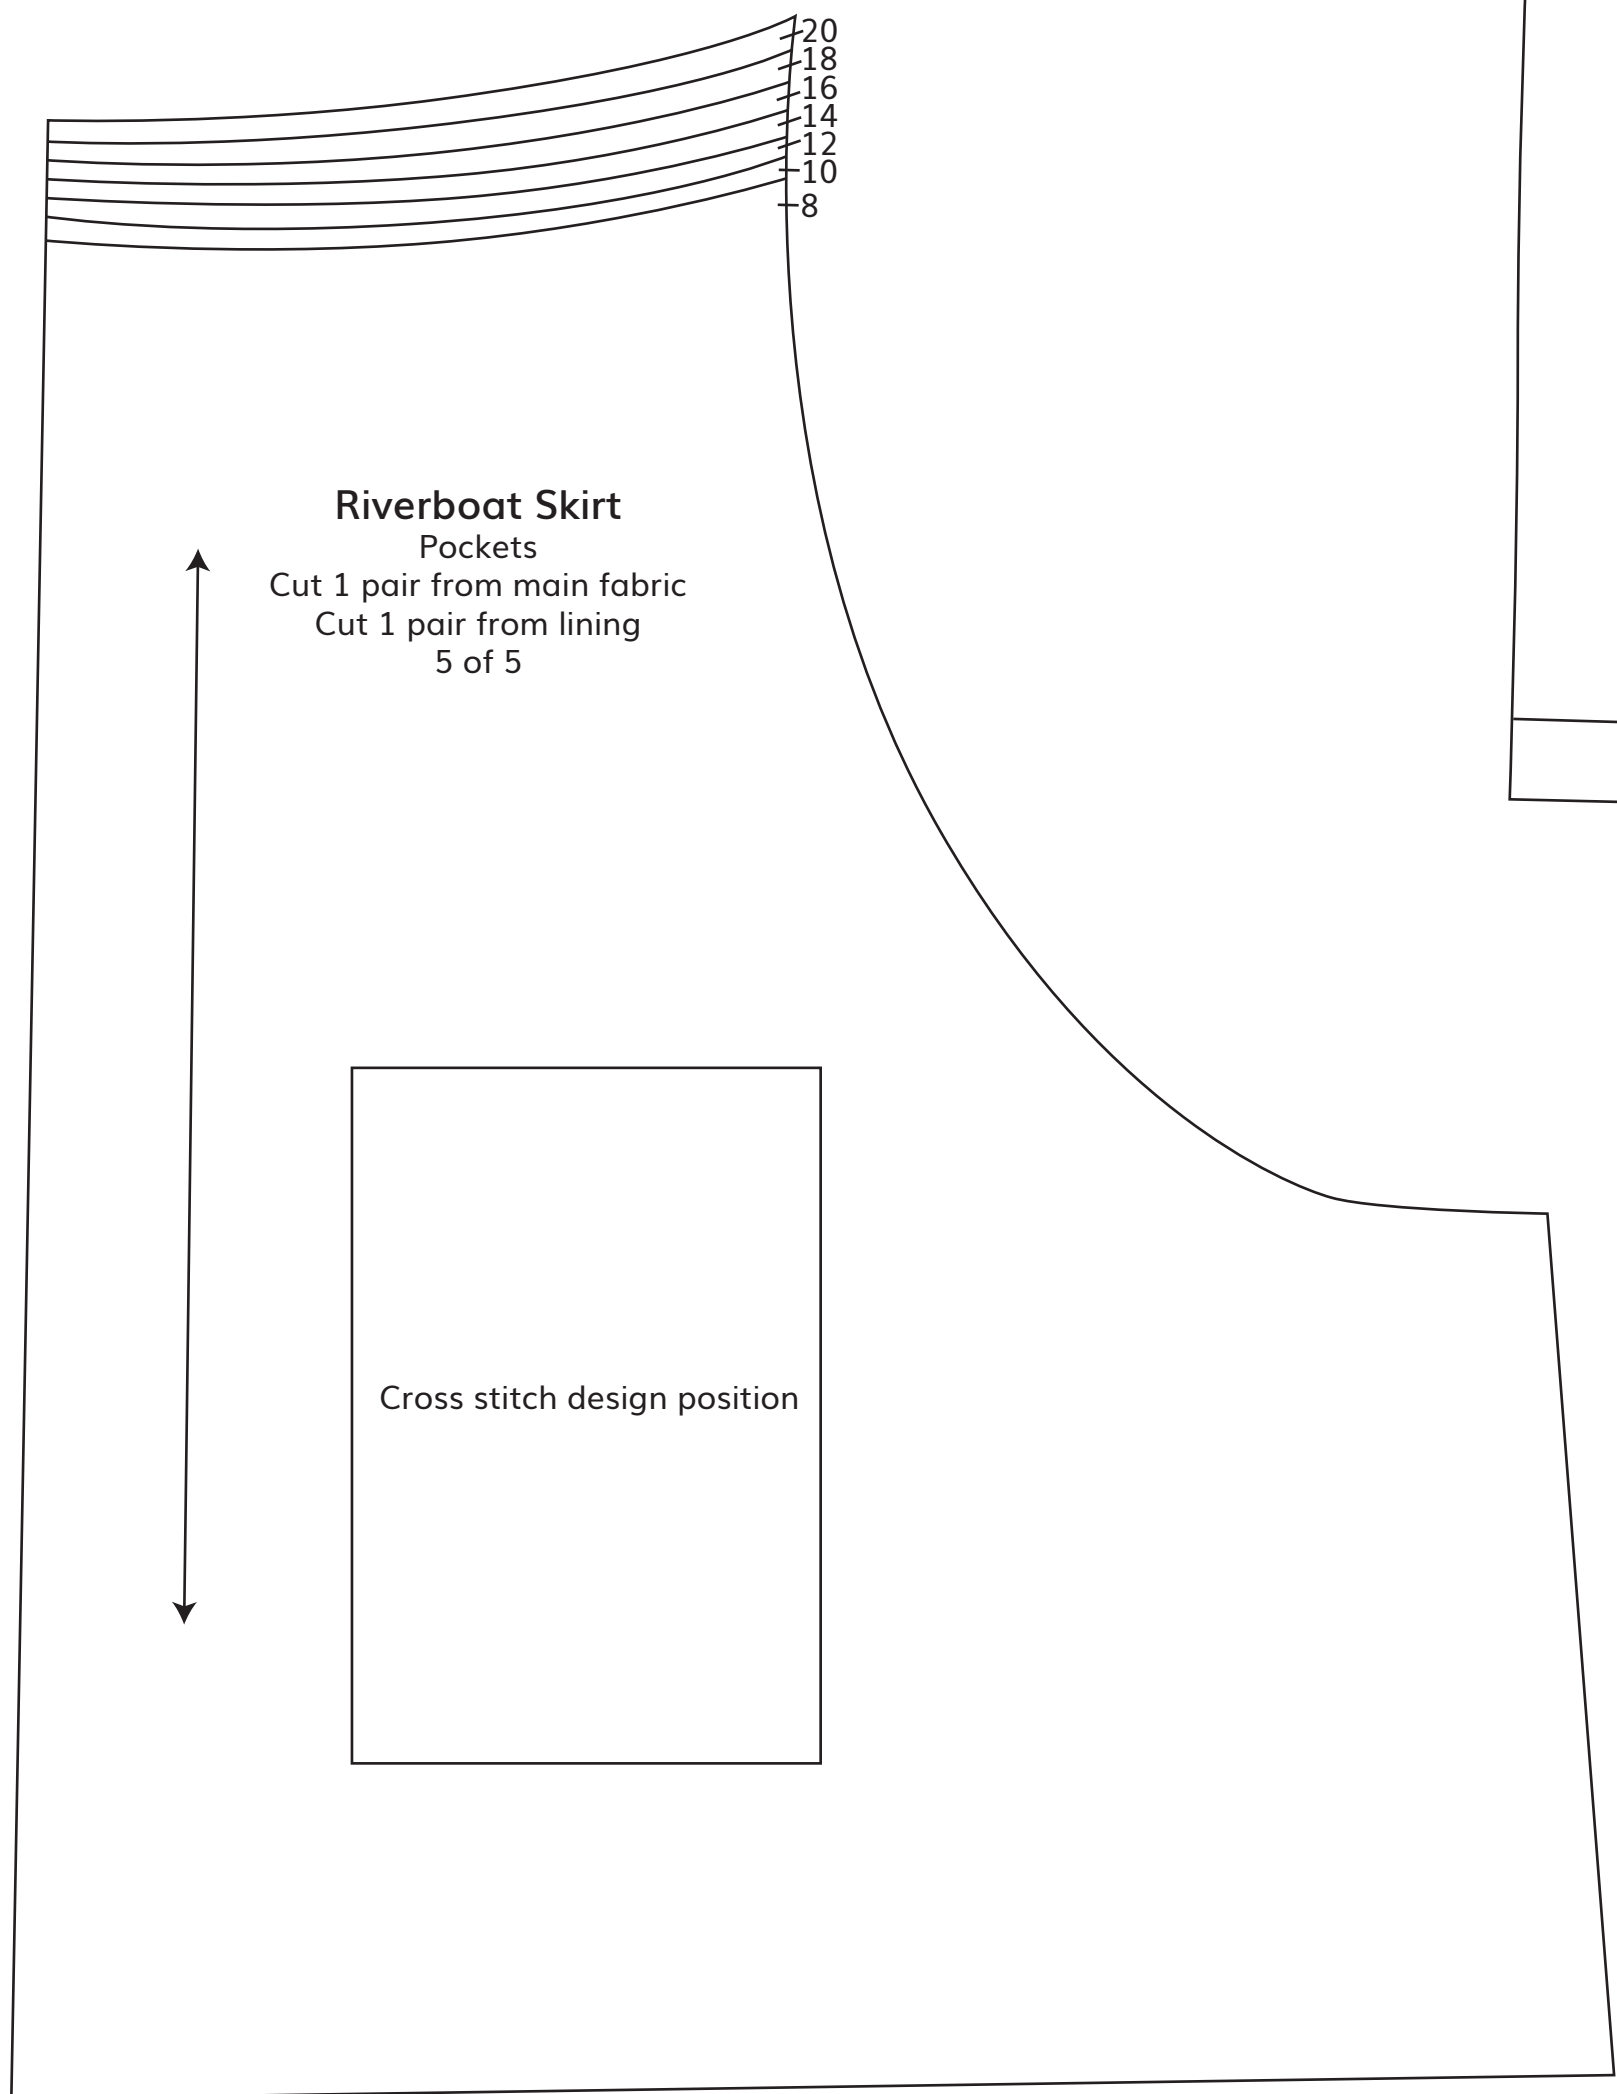 20
18
16
14
12
10
8
Riverboat Skirt
Pockets
Cut 1 pair from main fabric
Cut 1 pair from lining
5 of 5
Cross stitch design position